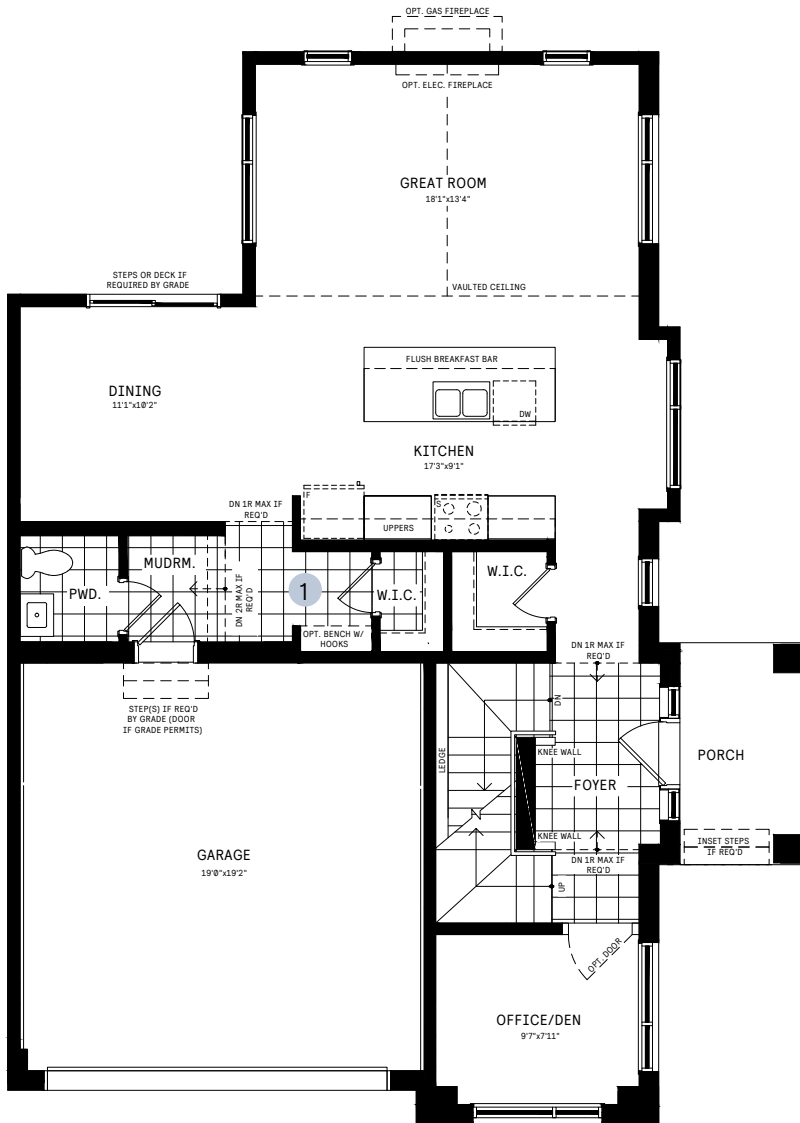 OPT. GAS FIREPLACE
OPT. ELEC. FIREPLACE
GREAT ROOM
18'1"x13'4"
STEPS OR DECK IF
REQUIRED BY GRADE
VAULTED CEILING
FLUSH BREAKFAST BAR
DINING
11'1"x10'2"
DW
KITCHEN
17'3"x9'1"
F
S
DN 1R MAX IF
REQ'D
UPPERS
MUDRM.
PWD.
DN 2R MAX IF
REQ'D
1
W.I.C.
W.I.C.
OPT. BENCH W/
HOOKS
DN 1R MAX IF
REQ'D
STEP(S) IF REQ'D
BY GRADE (DOOR
IF GRADE PERMITS)
DN
LEDGE
KNEE WALL
PORCH
FOYER
KNEE WALL
INSET STEPS
IF REQ'D
GARAGE
19'0"x19'2"
DN 1R MAX IF
REQ'D
UP
OPT. DOOR
OFFICE/DEN
9'7"x7'11"